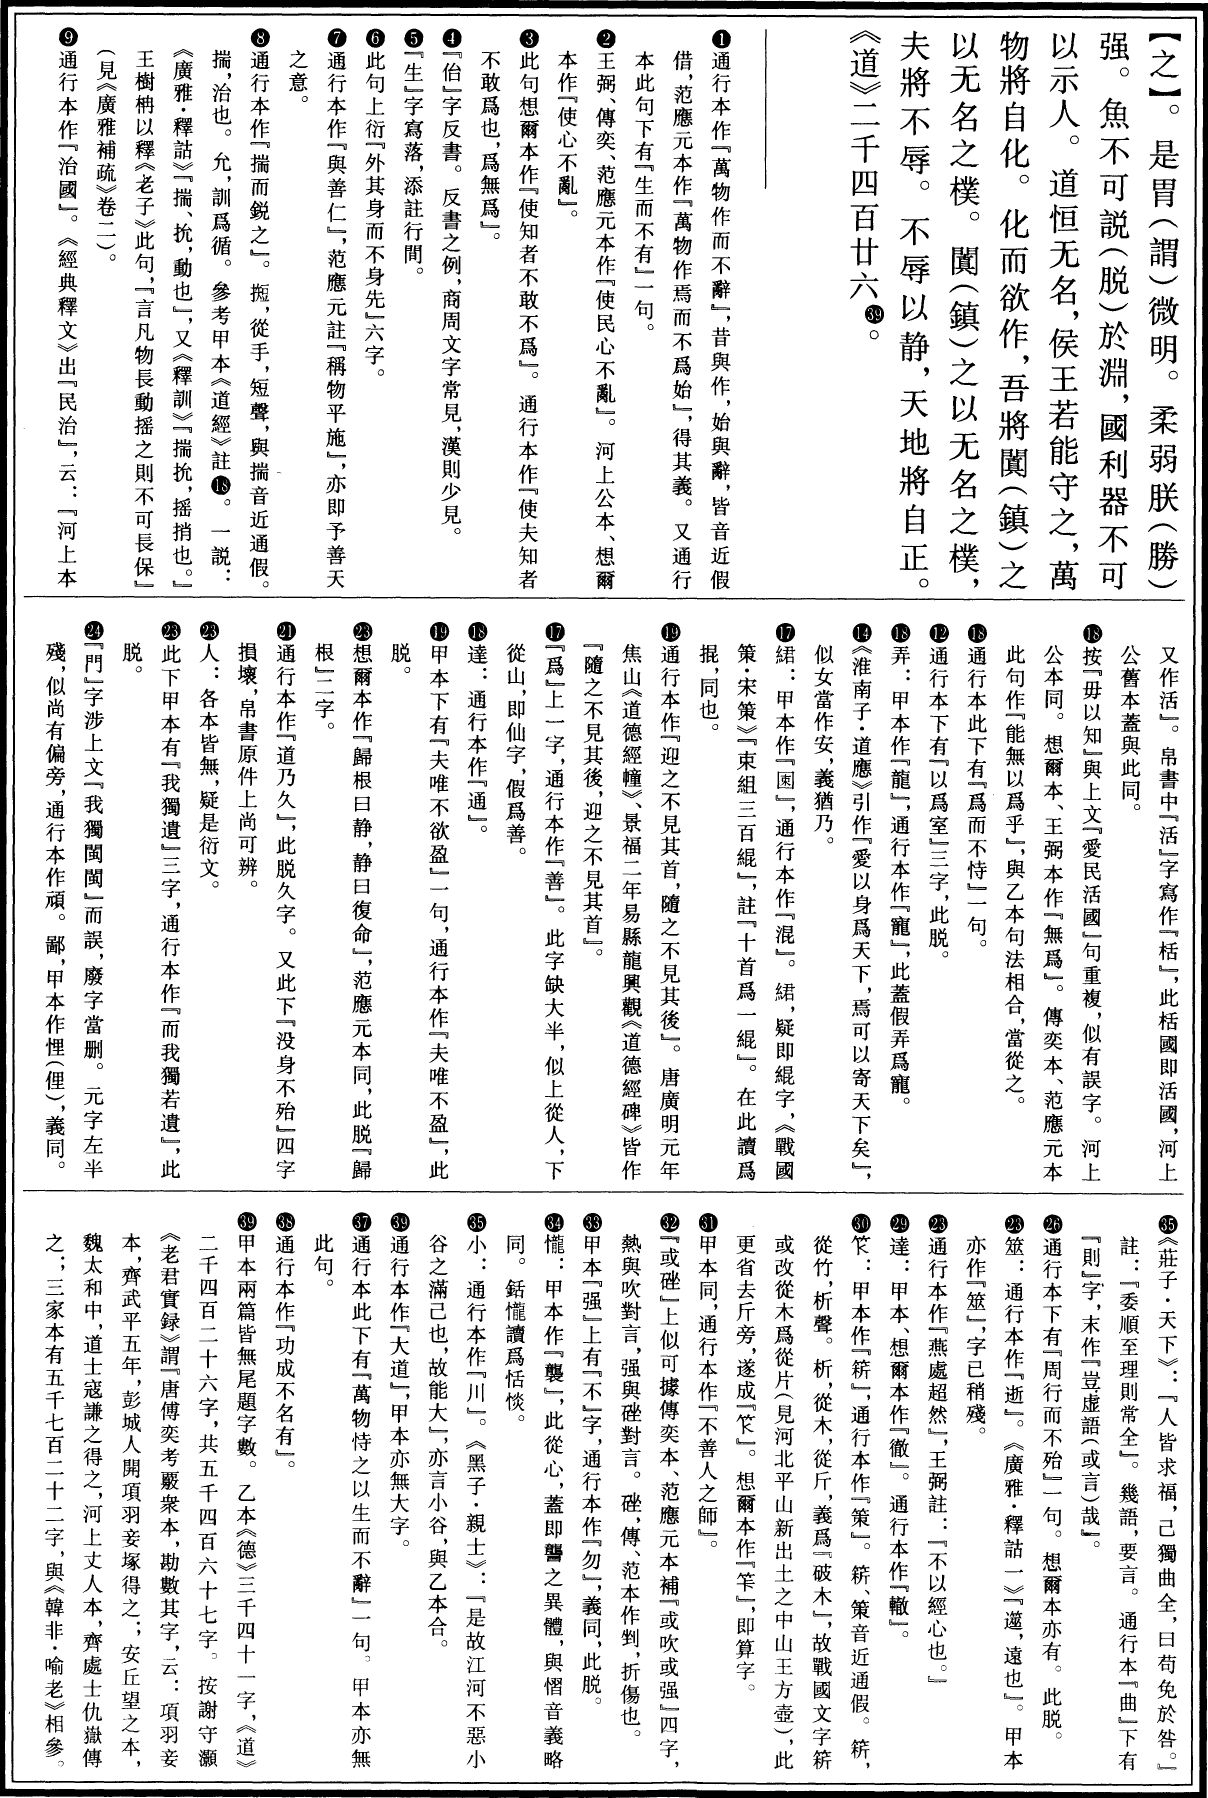 【之】。是胃(謂)微明。柔弱朕(勝)
强。魚不可説(脱)於淵,國利器不可
以示人。道恒无名,侯王若能守之,萬
物將自化。化而欲作,吾將闐(鎮)之
以无名之樸。闐(鎮)之以无名之樸,
夫將不辱。不辱以静,天地將自正。
《道》二千四百廿六㊴。
❶通行本作『萬物作而不辭』,昔與作,始與辭,皆音近假
借,范應元本作『萬物作焉而不爲始』,得其義。又通行
本此句下有『生而不有』一句。
❷王弼、傅奕、范應元本作『使民心不亂』。河上公本、想爾
本作『使心不亂』。
❸此句想爾本作『使知者不敢不爲』。通行本作『使夫知者
不敢爲也,爲無爲』。
❹『佁』字反書。反書之例,商周文字常見,漢則少見。
❺『生』字寫落,添註行間。
❻此句上衍『外其身而不身先』六字。
❼通行本作『與善仁』,范應元註『稱物平施』,亦即予善天
之意。
❽通行本作『揣而鋭之』。𢭃,從手,短聲,與揣音近通假。
揣,治也。允,訓爲循。參考甲本《道經》註⓲。一説:
《廣雅·釋詁》『揣、抁,動也』,又《釋訓》『揣抁,摇捎也。』
王樹枏以釋《老子》此句,『言凡物長動摇之則不可長保』
(見《廣雅補疏》卷二)。
❾通行本作『治國』。《經典釋文》出『民治』,云:『河上本
又作活』。帛書中『活』字寫作『栝』,此栝國即活國,河上
公舊本蓋與此同。
⓲按『毋以知』與上文『愛民活國』句重複,似有誤字。河上
公本同。想爾本、王弼本作『無爲』。傅奕本、范應元本
此句作『能無以爲乎』,與乙本句法相合,當從之。
⓲通行本此下有『爲而不恃』一句。
⓬通行本下有『以爲室』三字,此脱。
⓲弄:甲本作『龍』,通行本作『寵』,此蓋假弄爲寵。
⓮《淮南子·道應》引作『愛以身爲天下,焉可以寄天下矣』,
似女當作安,義猶乃。
⓱緄:甲本作『𡇯』,通行本作『混』。緄,疑即緄字,《戰國
策·宋策》『束組三百緄』,註『十首爲一緄』。在此讀爲
掍,同也。
⓳通行本作『迎之不見其首,隨之不見其後』。唐廣明元年
焦山《道德經幢》、景福二年易縣龍興觀《道德經碑》皆作
『隨之不見其後,迎之不見其首』。
⓱『爲』上一字,通行本作『善』。此字缺大半,似上從人,下
從山,即仙字,假爲善。
⓲達:通行本作『通』。
⓳甲本下有『夫唯不欲盈』一句,通行本作『夫唯不盈』,此
脱。
㉓想爾本作『歸根曰静,静曰復命』,范應元本同,此脱『歸
根』二字。
㉑通行本作『道乃久』,此脱久字。又此下『没身不殆』四字
損壞,帛書原件上尚可辨。
㉓人:各本皆無,疑是衍文。
㉓此下甲本有『我獨遺』三字,通行本作『而我獨若遺』,此
脱。
㉔『門』字涉上文『我獨閩閩』而誤,廢字當删。元字左半
殘,似尚有偏旁,通行本作頑。鄙,甲本作悝(俚),義同。
㉟《莊子·天下》:『人皆求福,己獨曲全,曰苟免於咎。』
註:『委順至理則常全』。幾語,要言。通行本『曲』下有
『則』字,末作『豈虚語(或言)哉』。
㉖通行本下有『周行而不殆』一句。想爾本亦有。此脱。
㉓筮:通行本作『逝』。《廣雅·釋詁一》『遾,遠也』。甲本
亦作『筮』,字已稍殘。
㉓通行本作『燕處超然』,王弼註:『不以經心也。』
㉙達:甲本、想爾本作『徹』。通行本作『轍』。
㉚䇫:甲本作『𥮒』,通行本作『策』。𥮒、策音近通假。𥮒,
從竹,析聲。析,從木,從斤,義爲『破木』,故戰國文字𥮒
或改從木爲從片(見河北平山新出土之中山王方壺),此
更省去斤旁,遂成『䇫』。想爾本作『笇』,即算字。
㉛甲本同,通行本作『不善人之師』。
㉜『或䂳』上似可據傅奕本、范應元本補『或吹或强』四字,
熱與吹對言,强與䂳對言。䂳,傅、范本作剉,折傷也。
㉝甲本『强』上有『不』字,通行本作『勿』,義同,此脱。
㉞㦡:甲本作『襲』,此從心,蓋即讋之異體,與慴音義略
同。銛㦡讀爲恬惔。
㉟小:通行本作『川』。《墨子·親士》:『是故江河不惡小
谷之滿己也,故能大』,亦言小谷,與乙本合。
㊴通行本作『大道』,甲本亦無大字。
㊲通行本此下有『萬物恃之以生而不辭』一句。甲本亦無
此句。
㊳通行本作『功成不名有』。
㊴甲本兩篇皆無尾題字數。乙本《德》三千四十一字,《道》
二千四百二十六字,共五千四百六十七字。按謝守灝
《老君實録》謂『唐傅奕考覈衆本,勘數其字,云:項羽妾
本,齊武平五年,彭城人開項羽妾塚得之;安丘望之本,
魏太和中,道士寇謙之得之,河上丈人本,齊處士仇嶽傳
之;三家本有五千七百二十二字,與《韓非·喻老》相參。